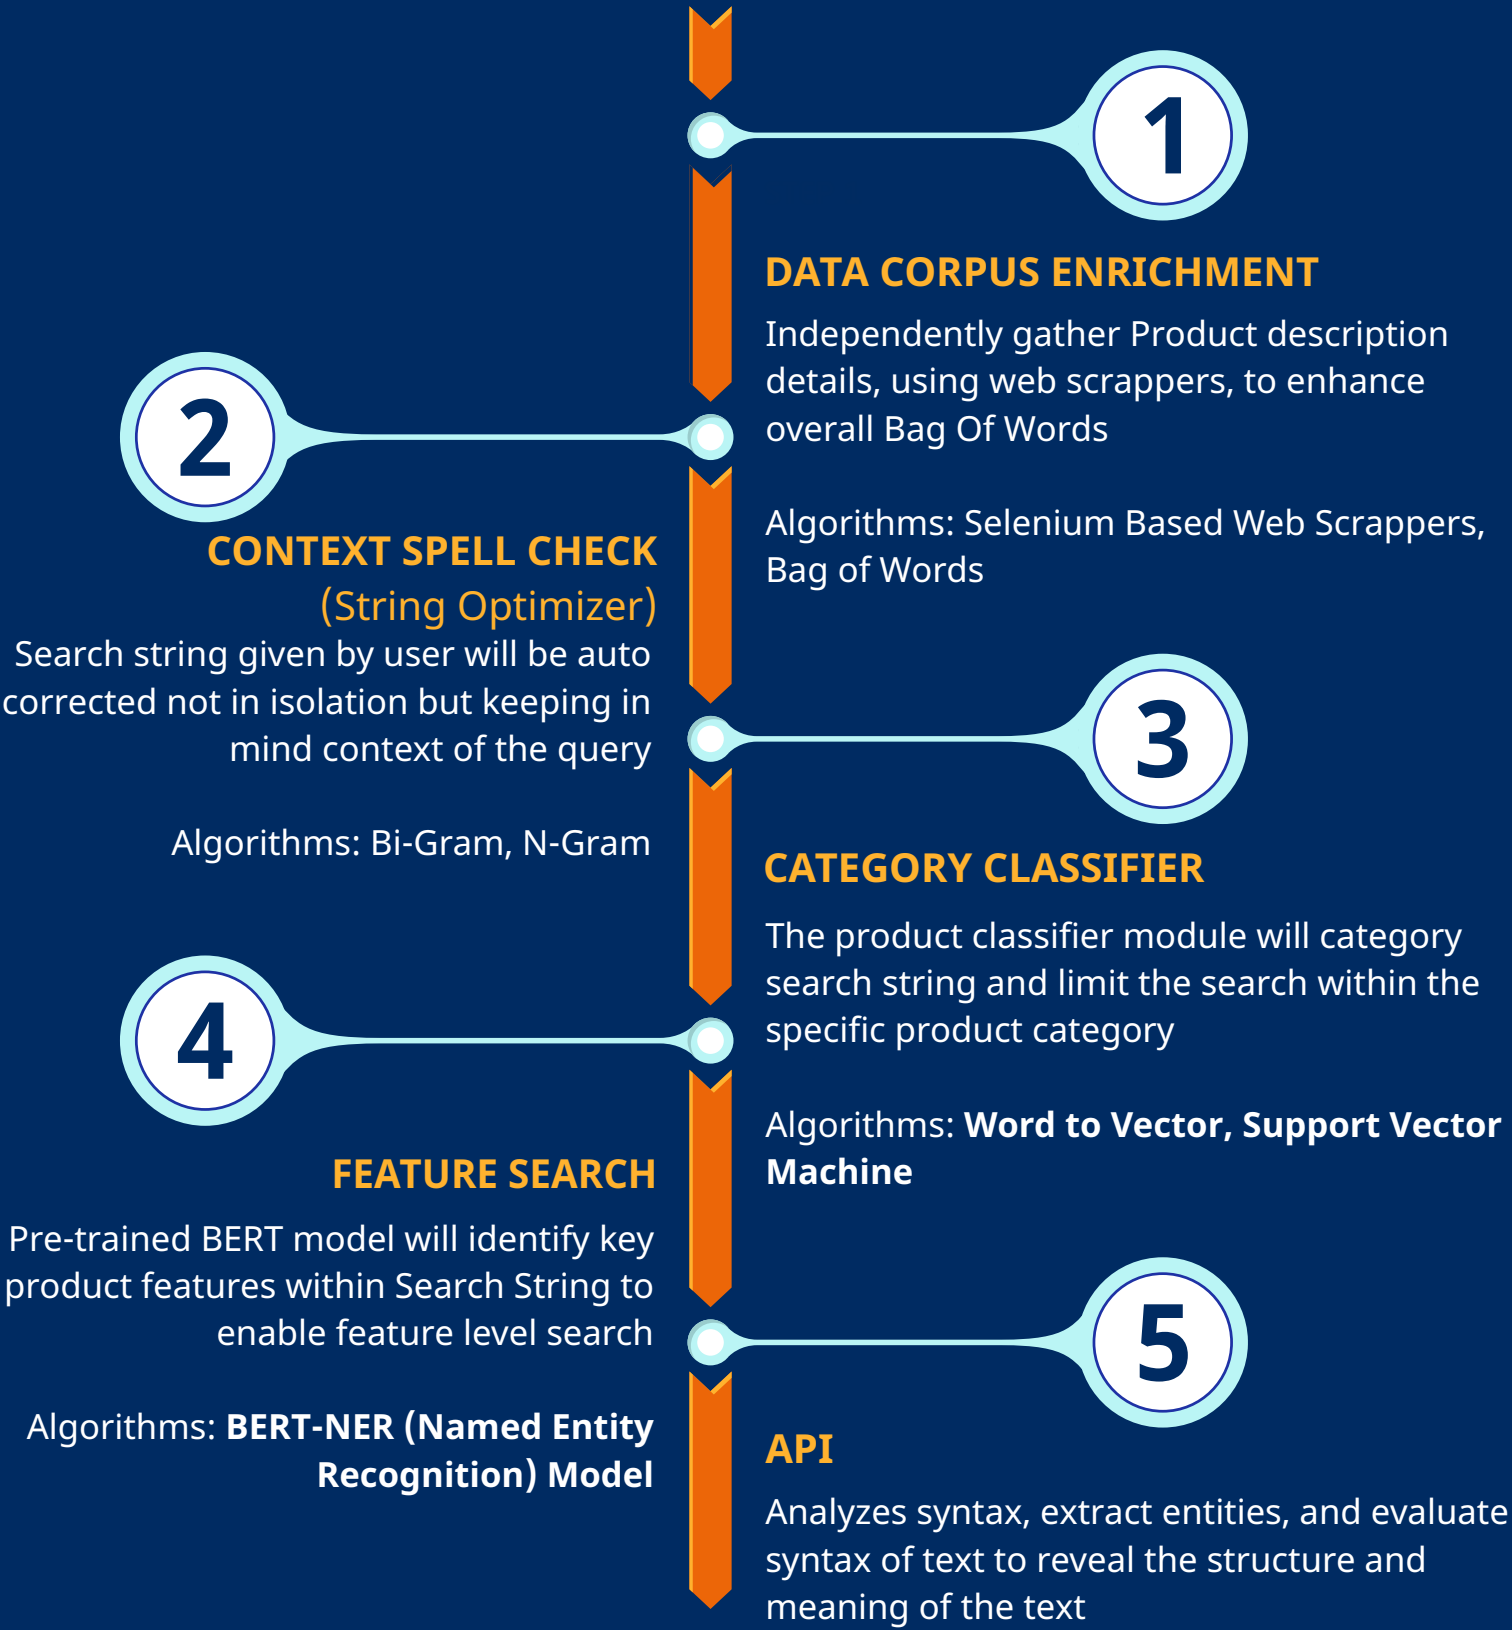 1
DATA CORPUS ENRICHMENT
Independently gather Product description
details, using web scrappers, to enhance
overall Bag Of Words
Algorithms: Selenium Based Web Scrappers,
Bag of Words
2
CONTEXT SPELL CHECK
(String Optimizer)
Search string given by user will be auto
corrected not in isolation but keeping in
mind context of the query
Algorithms: Bi-Gram, N-Gram
3
CATEGORY CLASSIFIER
The product classifier module will category
search string and limit the search within the
specific product category
Algorithms: Word to Vector, Support Vector
Machine
4
FEATURE SEARCH
Pre-trained BERT model will identify key
product features within Search String to
enable feature level search
Algorithms: BERT-NER (Named Entity
Recognition) Model
5
API
Analyzes syntax, extract entities, and evaluate
syntax of text to reveal the structure and
meaning of the text